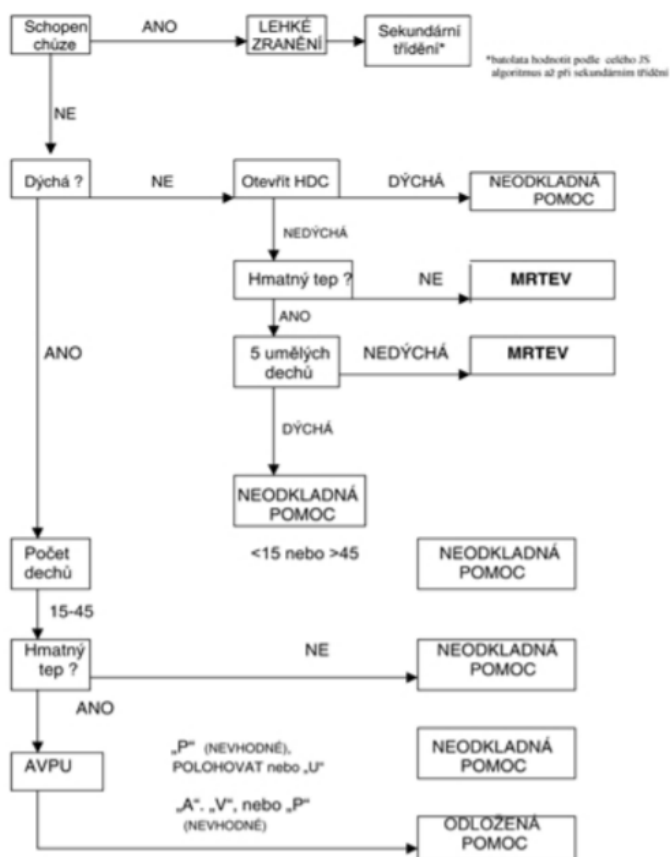 Schopen
chůze
ANO
LEHKÉ
ZRANĚNÍ
Sekundární
třídění*
*batolata hodnotit podle celého JS
algoritmus až při sekundárním třídění
NE
Dýchá ?
NE
Otevřít HDC
DÝCHÁ
NEODKLADNÁ
POMOC
NEDÝCHÁ
Hmatný tep ?
NE
MRTEV
ANO
ANO
5 umělých
dechů
NEDÝCHÁ
MRTEV
DÝCHÁ
NEODKLADNÁ
POMOC
Počet
dechů
<15 nebo >45
NEODKLADNÁ
POMOC
15-45
Hmatný
tep ?
NE
NEODKLADNÁ
POMOC
ANO
AVPU
„P“ (NEVHODNÉ),
POLOHOVAT nebo „U“
NEODKLADNÁ
POMOC
„A“. „V“, nebo „P“
(NEVHODNÉ)
ODLOŽENÁ
POMOC